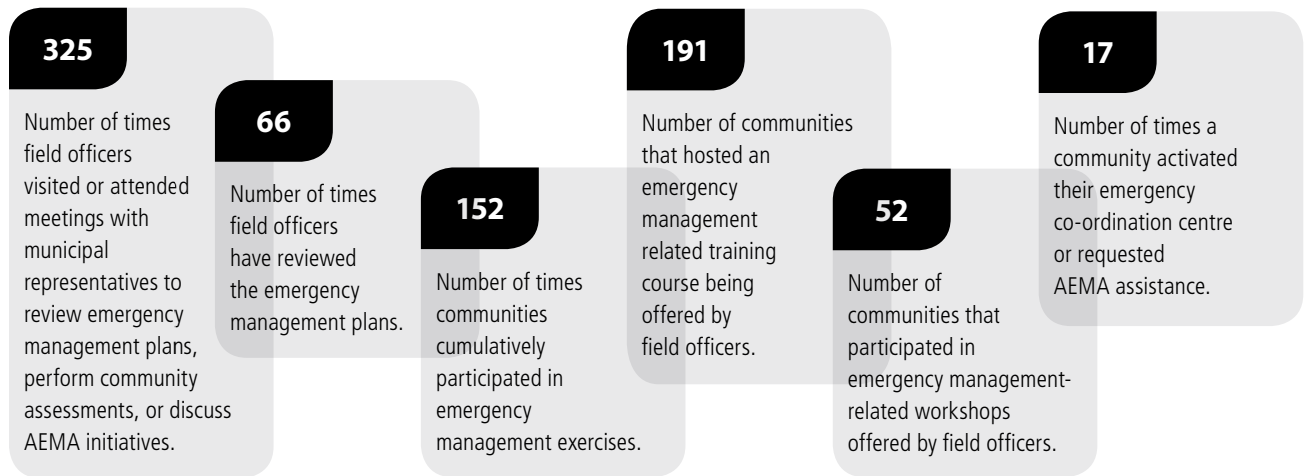 325
Number of times
field officers
visited or attended
meetings with
municipal
representatives to
review emergency
management plans,
perform community
assessments, or discuss
AEMA initiatives.
66
Number of times
field officers
have reviewed
the emergency
management plans.
152
Number of times
communities
cumulatively
participated in
emergency
management exercises.
191
Number of communities
that hosted an
emergency
management
related training
course being
offered by
field officers.
52
Number of
communities that
participated in
emergency management-
related workshops
offered by field officers.
17
Number of times a
community activated
their emergency
co-ordination centre
or requested
AEMA assistance.